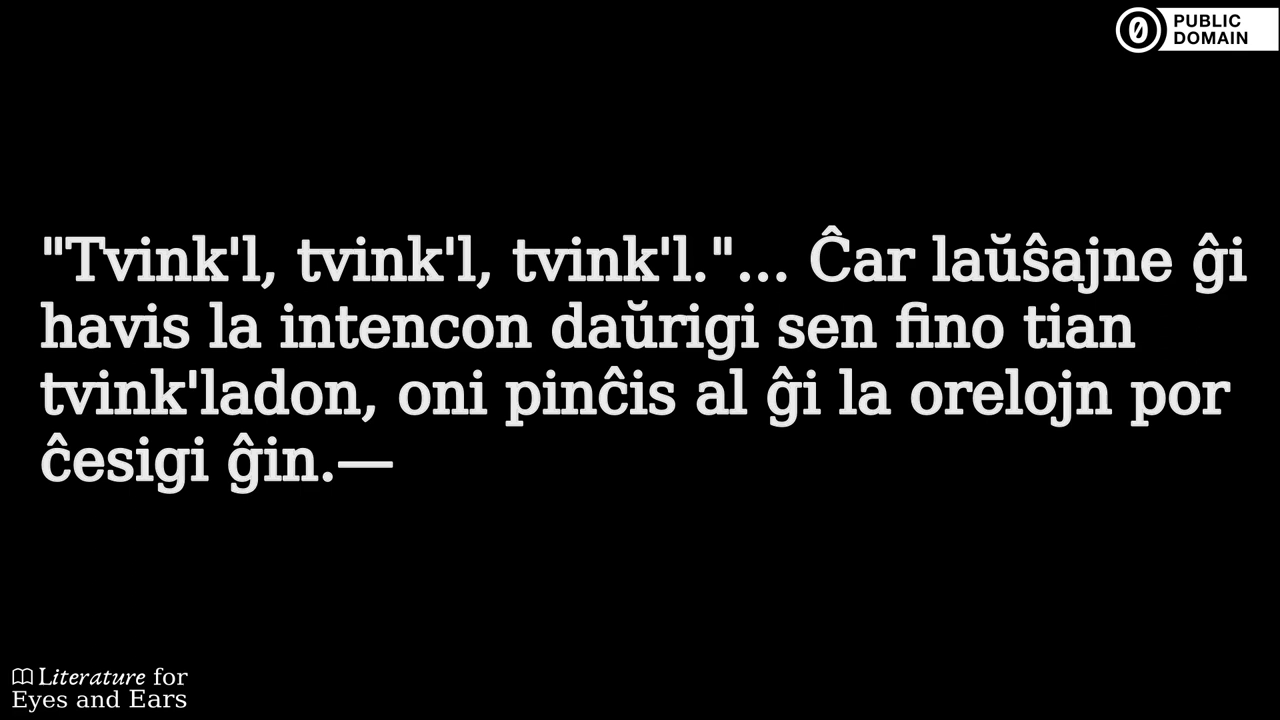 PUBLIC
DOMAIN
"Tvink'l, tvink'l, tvink'l."... Ĉar laŭŝajne ĝi
havis la intencon daŭrigi sen fino tian
tvink'ladon, oni pinĉis al ĝi la orelojn por
ĉesigi ĝin.—
Literature for
Eyes and Ears